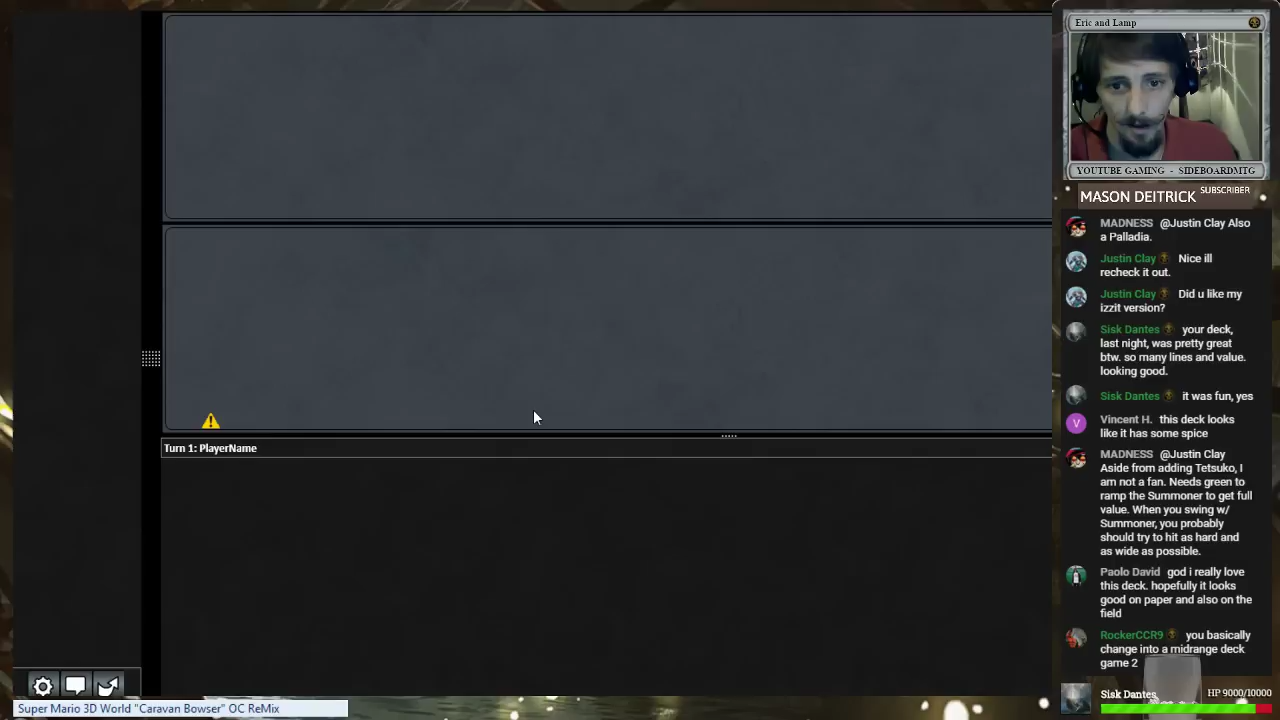 Eric and Lamp
YOUTUBE GAMING - SIDEBOARDMTG
MASON DEITRICK SUBSCRIBER
MADNESS @Justin Clay Also
a Palladia.
Justin Clay Nice ill
recheck it out.
Justin Clay Did u like my
izzit version?
Sisk Dantes your deck,
last night, was pretty great
btw. so many lines and value.
looking good.
Sisk Dantes it was fun, yes
V
Vincent H. this deck looks
like it has some spice
MADNESS @Justin Clay
Aside from adding Tetsuko, I
am not a fan. Needs green to
ramp the Summoner to get full
value. When you swing w/
Summoner, you probably
should try to hit as hard and
as wide as possible.
Paolo David god i really love
this deck. hopefully it looks
good on paper and also on the
field
RockerCCR9 you basically
change into a midrange deck
game 2
Sisk Dantes HP 9000/10000
Turn 1: PlayerName
Super Mario 3D World "Caravan Bowser" OC ReMix